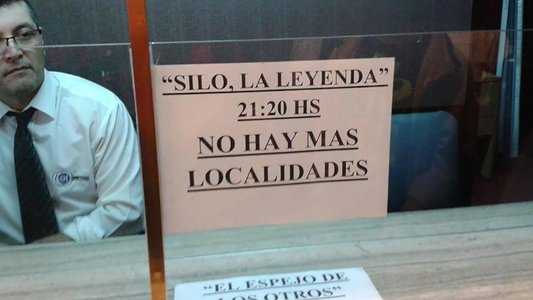 "SILO, LA LEYENDA"
21:20 HS
NO HAY MAS
LOCALIDADES
"EL ESPEJO DE
LOS OTROS"